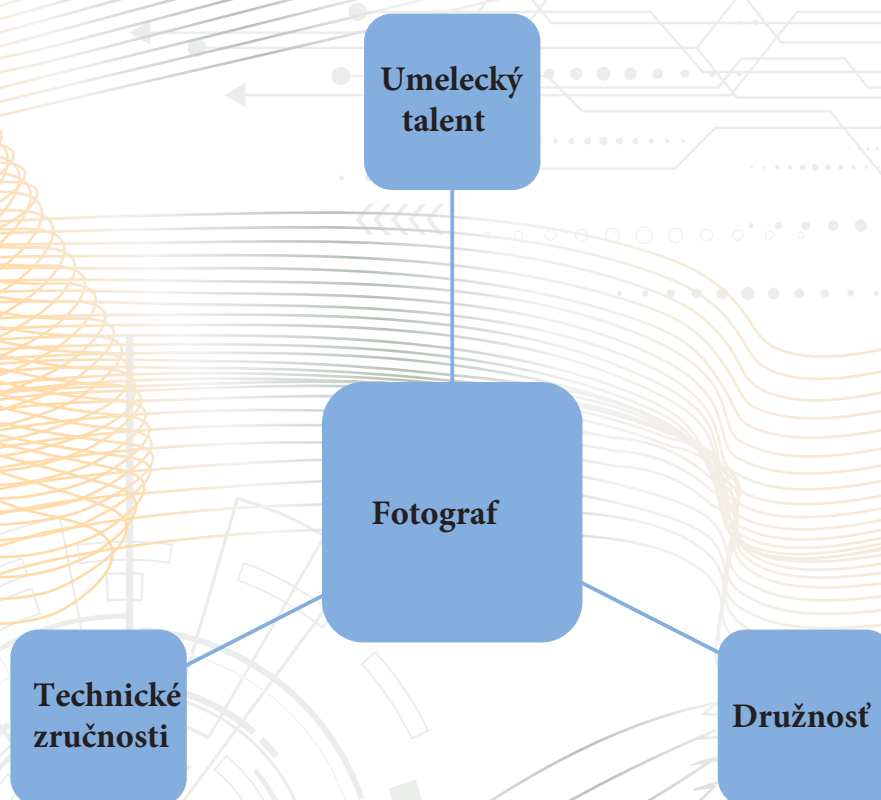 Umelecký
talent
Fotograf
Technické
zručnosti
Družnosť